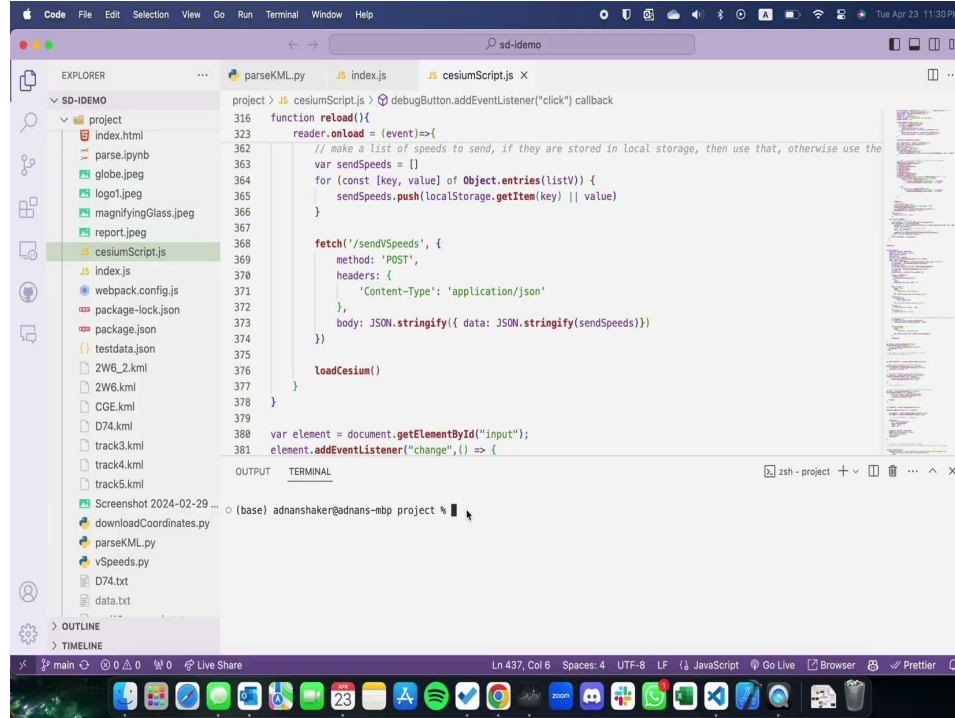 Code File Edit Selection View Go Run Terminal Window Help
Tue Apr 23 11:30 PM
sd-idemo
EXPLORER
parseKML.py
JS index.js
JS cesiumScript.js
project > JS cesiumScript.js > debugButton.addEventListener("click") callback
SD-IDEMO
project
index.html
parse.ipynb
globe.jpeg
logo1.jpeg
magnifyingGlass.jpeg
report.jpeg
JS cesiumScript.js
JS index.js
webpack.config.js
package-lock.json
package.json
{} testdata.json
2W6_2.kml
2W6.kml
CGE.kml
D74.kml
track3.kml
track4.kml
track5.kml
Screenshot 2024-02-29 ...
downloadCoordinates.py
parseKML.py
vSpeeds.py
D74.txt
data.txt
OUTLINE
TIMELINE
316 function reload(){
323 reader.onload = (event)=>{
362 // make a list of speeds to send, if they are stored in local storage, then use that, otherwise use the
363 var sendSpeeds = []
364 for (const [key, value] of Object.entries(listV)) {
365 sendSpeeds.push(localStorage.getItem(key) || value)
366 }
367
368 fetch('/sendVSpeeds', {
369 method: 'POST',
370 headers: {
371 'Content-Type': 'application/json'
372 },
373 body: JSON.stringify({ data: JSON.stringify(sendSpeeds)})
374 })
375
376 loadCesium()
377 }
378 }
379
380 var element = document.getElementById("input");
381 element.addEventListener("change",() => {
OUTPUT TERMINAL
zsh - project
(base) adnanshaker@adnans-mbp project %
main 0 0 0 Live Share
Ln 437, Col 6 Spaces: 4 UTF-8 LF JavaScript Go Live Browser Prettier
APR
23
zoom